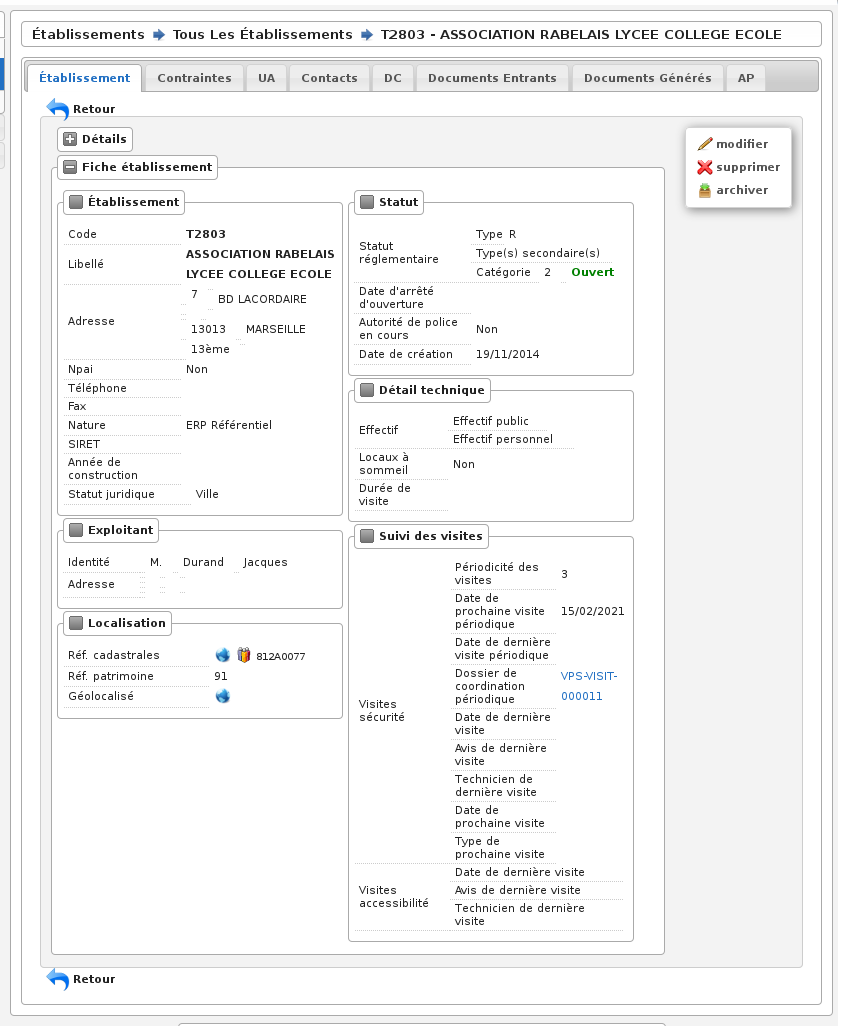 Établissements Tous Les Établissements T2803 - ASSOCIATION RABELAIS LYCEE COLLEGE ECOLE
Établissement Contraintes UA Contacts DC Documents Entrants Documents Générés AP
Retour
Détails
modifier
supprimer
archiver
Fiche établissement
Établissement
Code T2803
Libellé ASSOCIATION RABELAIS
LYCEE COLLEGE ECOLE
Adresse 7 BD LACORDAIRE
13013 MARSEILLE
13ème
Npai Non
Téléphone
Fax
Nature ERP Référentiel
SIRET
Année de
construction
Statut juridique Ville
Exploitant
Identité M. Durand Jacques
Adresse
Localisation
Réf. cadastrales 812A0077
Réf. patrimoine 91
Géolocalisé
Statut
Statut
réglementaire
Type R
Type(s) secondaire(s)
Catégorie 2 Ouvert
Date d'arrêté
d'ouverture
Autorité de police
en cours Non
Date de création 19/11/2014
Détail technique
Effectif
Effectif public
Effectif personnel
Locaux à
sommeil Non
Durée de
visite
Suivi des visites
Visites
sécurité
Périodicité des
visites 3
Date de
prochaine visite
périodique 15/02/2021
Date de dernière
visite périodique
Dossier de
coordination
périodique
VPS-VISIT-
000011
Date de dernière
visite
Avis de dernière
visite
Technicien de
dernière visite
Date de
prochaine visite
Type de
prochaine visite
Visites
accessibilité
Date de dernière visite
Avis de dernière visite
Technicien de dernière
visite
Retour